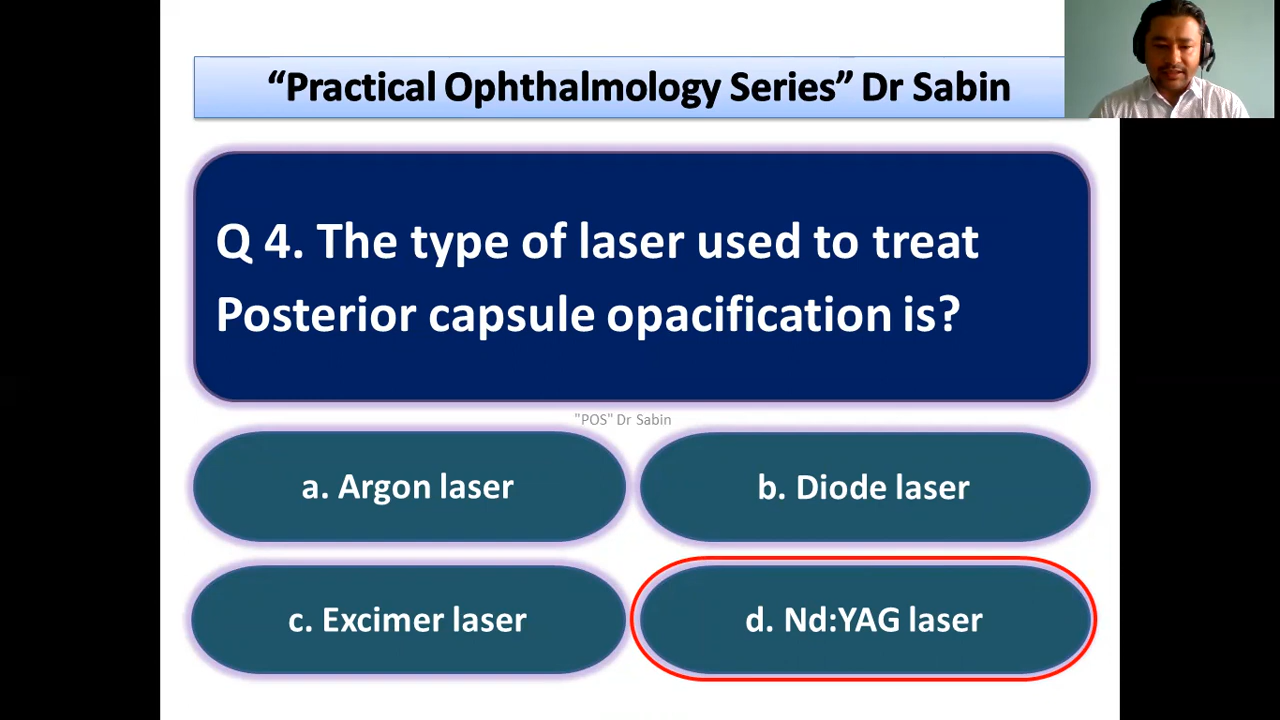 “Practical Ophthalmology Series” Dr Sabin
Q 4. The type of laser used to treat
Posterior capsule opacification is?
"POS" Dr Sabin
a. Argon laser
b. Diode laser
c. Excimer laser
d. Nd:YAG laser